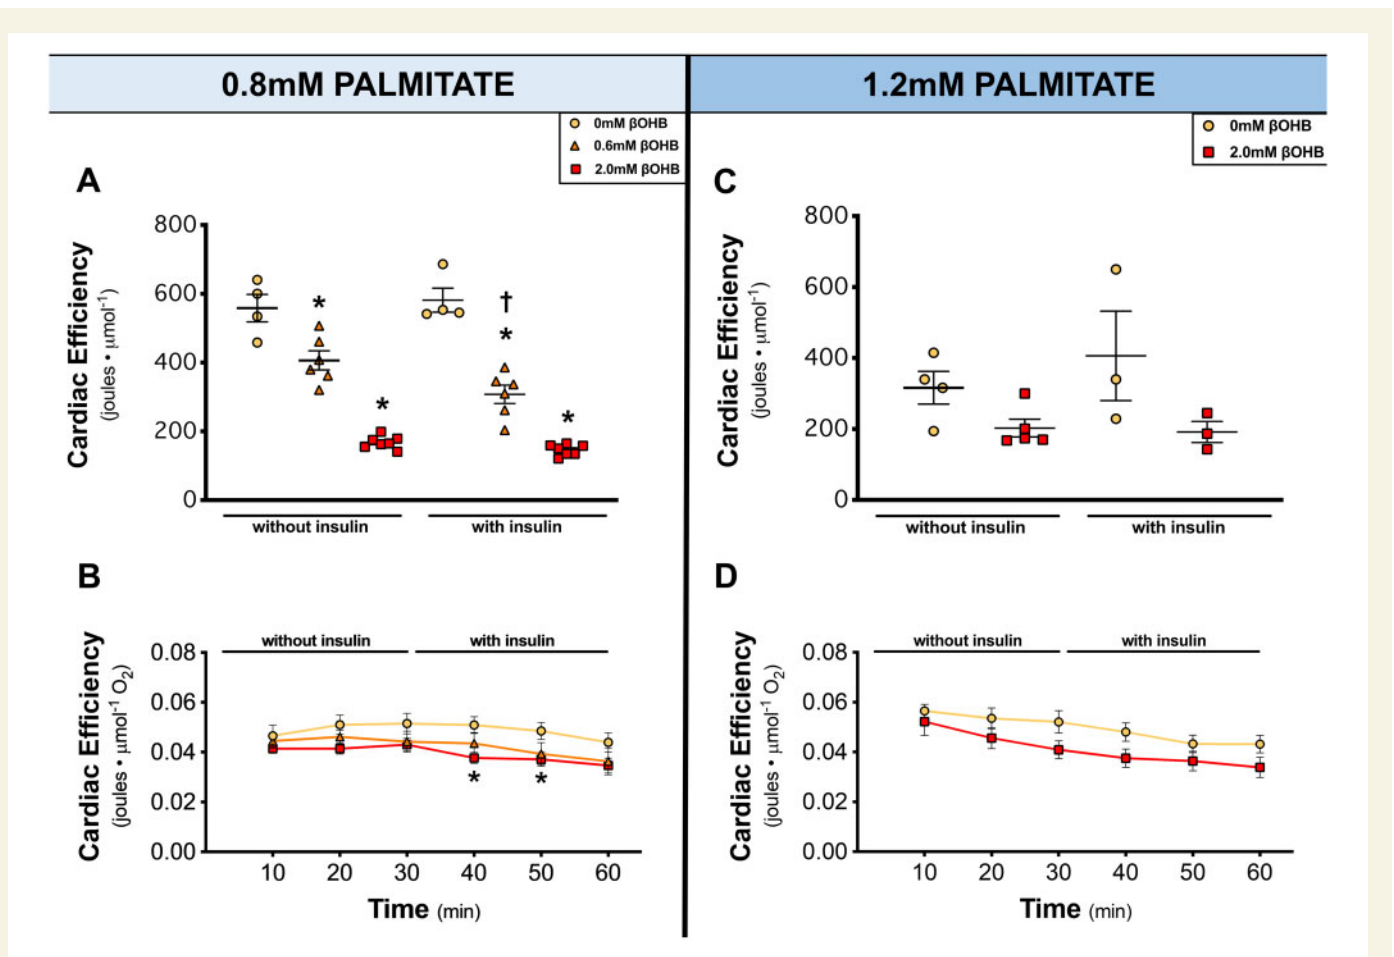 0.8mM PALMITATE
0mM βOHB
0.6mM βOHB
2.0mM βOHB
A
Cardiac Efficiency
(joules • μmol-1)
800
600
400
200
0
*
*
†
*
*
without insulin
with insulin
B
Cardiac Efficiency
(joules • μmol-1 O2)
without insulin
with insulin
0.08
0.06
0.04
0.02
0.00
*
*
10 20 30 40 50 60
Time (min)
1.2mM PALMITATE
0mM βOHB
2.0mM βOHB
C
Cardiac Efficiency
(joules • μmol-1)
800
600
400
200
0
without insulin
with insulin
D
Cardiac Efficiency
(joules • μmol-1 O2)
without insulin
with insulin
0.08
0.06
0.04
0.02
0.00
10 20 30 40 50 60
Time (min)